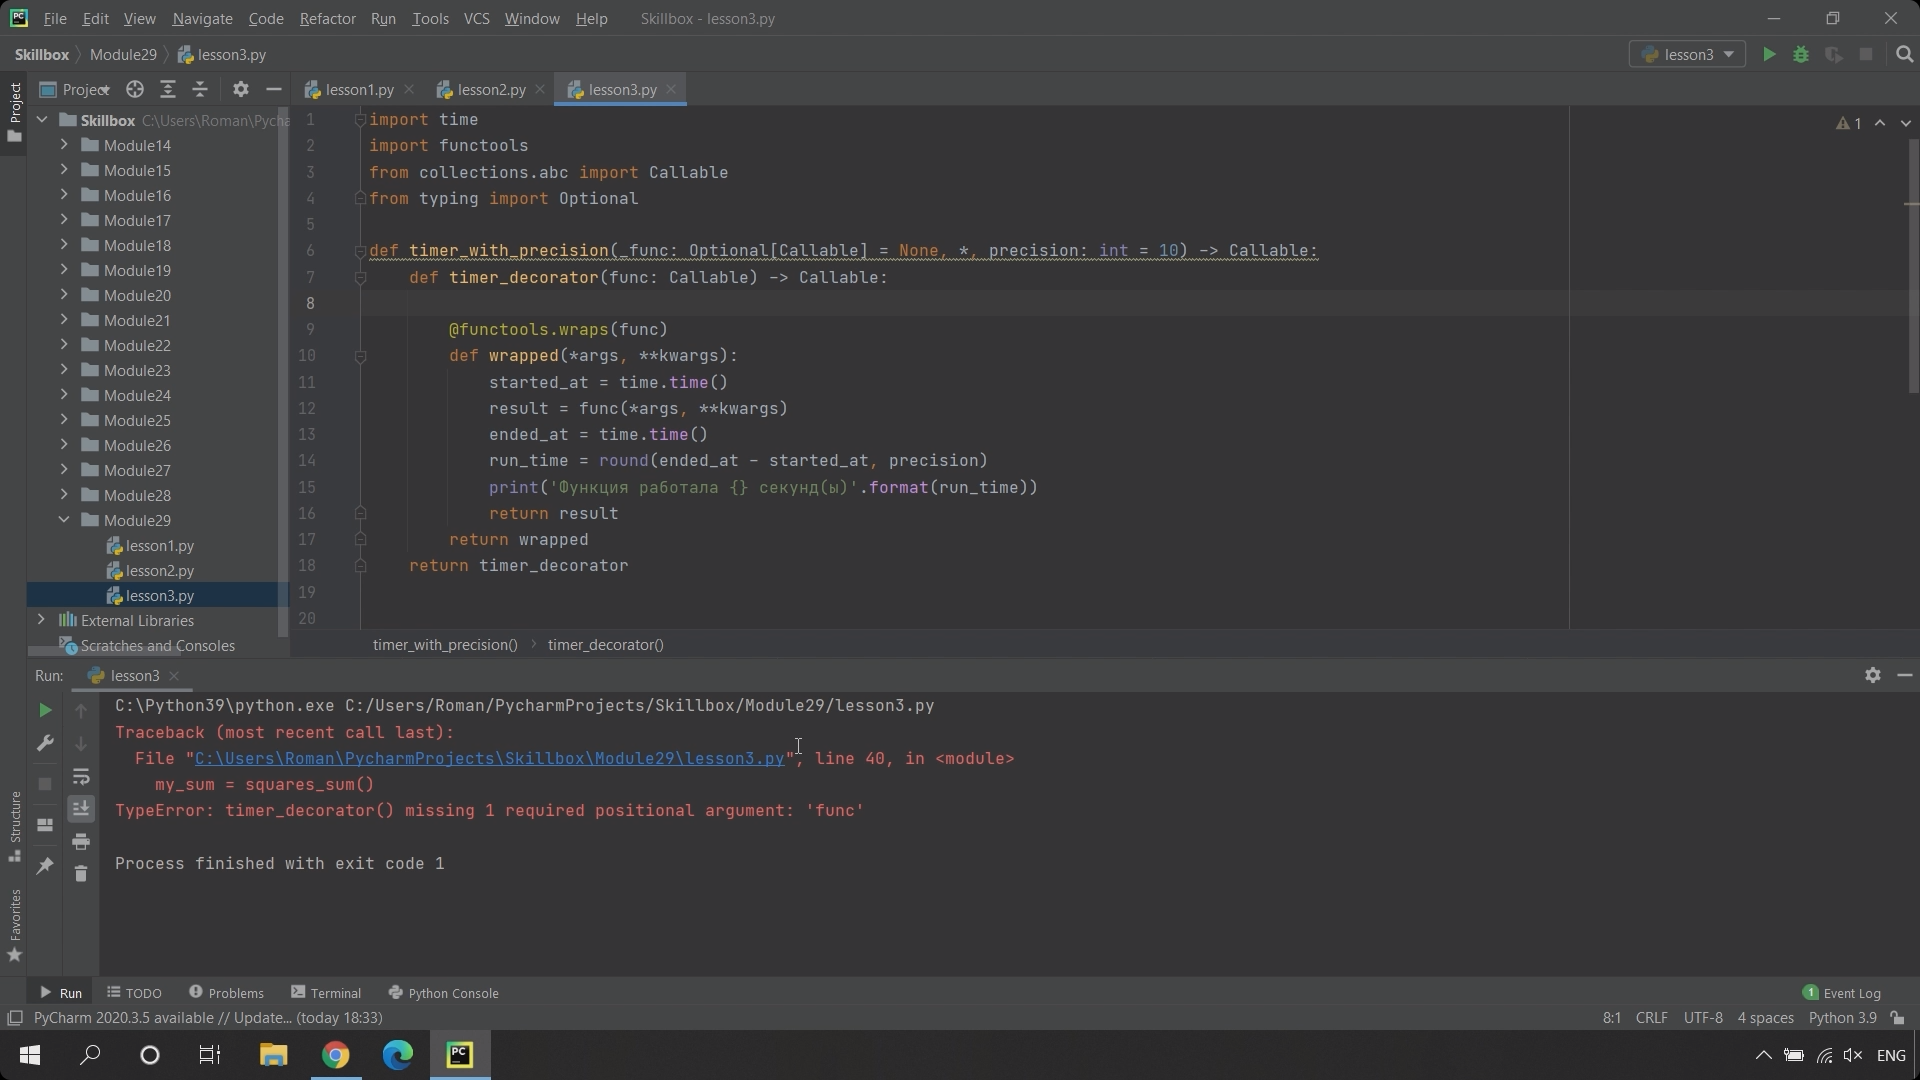 File Edit View Navigate Code Refactor Run Tools VCS Window Help Skillbox - lesson3.py
Skillbox Module29 lesson3.py lesson3
Project lesson1.py lesson2.py lesson3.py
Project
Skillbox C:\Users\Roman\Pycha
Module14
Module15
Module16
Module17
Module18
Module19
Module20
Module21
Module22
Module23
Module24
Module25
Module26
Module27
Module28
Module29
lesson1.py
lesson2.py
lesson3.py
External Libraries
Scratches and Consoles
1 import time
2 import functools
3 from collections.abc import Callable
4 from typing import Optional
5
6 def timer_with_precision(_func: Optional[Callable] = None, *, precision: int = 10) -> Callable:
7 def timer_decorator(func: Callable) -> Callable:
8
9 @functools.wraps(func)
10 def wrapped(*args, **kwargs):
11 started_at = time.time()
12 result = func(*args, **kwargs)
13 ended_at = time.time()
14 run_time = round(ended_at - started_at, precision)
15 print('Функция работала {} секунд(ы)'.format(run_time))
16 return result
17 return wrapped
18 return timer_decorator
19
20
1
timer_with_precision() timer_decorator()
Run: lesson3
C:\Python39\python.exe C:/Users/Roman/PycharmProjects/Skillbox/Module29/lesson3.py
Traceback (most recent call last):
File "C:\Users\Roman\PycharmProjects\Skillbox\Module29\lesson3.py", line 40, in <module>
my_sum = squares_sum()
TypeError: timer_decorator() missing 1 required positional argument: 'func'
Process finished with exit code 1
Structure
Favorites
Run TODO Problems Terminal Python Console 1 Event Log
PyCharm 2020.3.5 available // Update... (today 18:33) 8:1 CRLF UTF-8 4 spaces Python 3.9
PC ENG